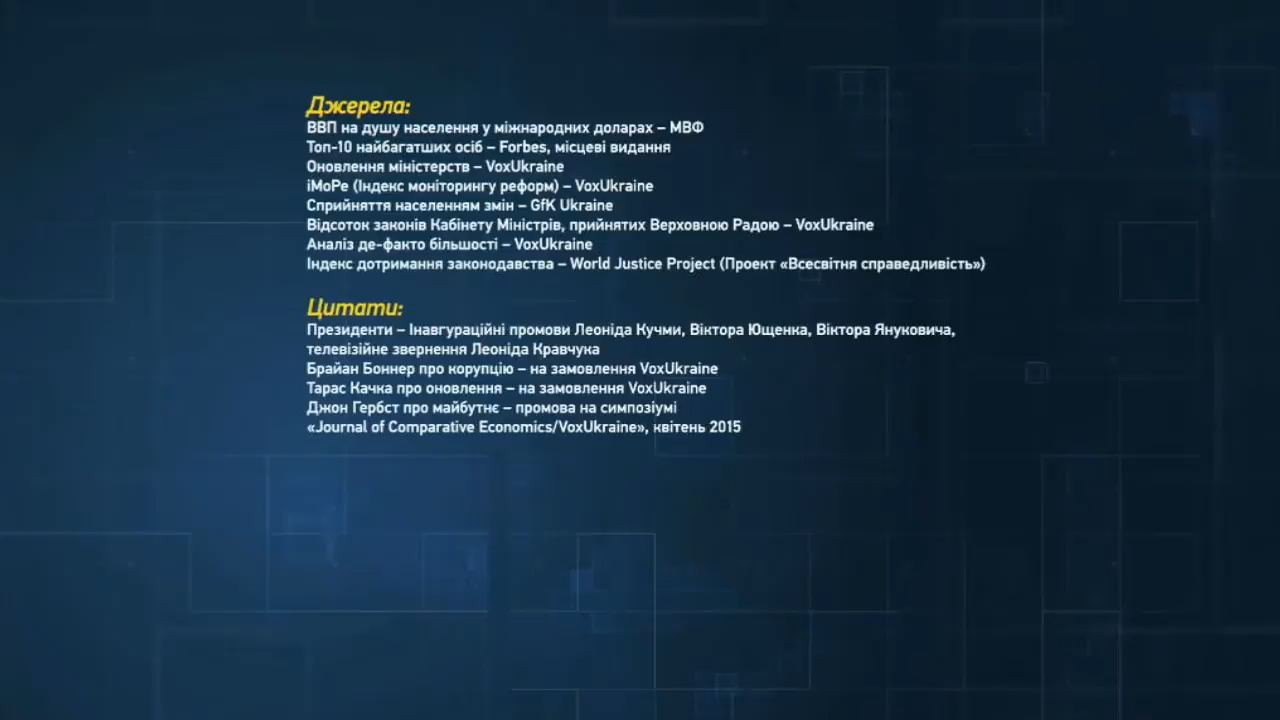 Джерела:
ВВП на душу населення у міжнародних доларах – МВФ
Топ-10 найбагатших осіб – Forbes, місцеві видання
Оновлення міністерств – VoxUkraine
іМоРе (Індекс моніторингу реформ) – VoxUkraine
Сприйняття населенням змін – GfK Ukraine
Відсоток законів Кабінету Міністрів, прийнятих Верховною Радою – VoxUkraine
Аналіз де-факто більшості – VoxUkraine
Індекс дотримання законодавства – World Justice Project (Проект «Всесвітня справедливість»)
Цитати:
Президенти – Інавгураційні промови Леоніда Кучми, Віктора Ющенка, Віктора Януковича,
телевізійне звернення Леоніда Кравчука
Брайан Боннер про корупцію – на замовлення VoxUkraine
Тарас Качка про оновлення – на замовлення VoxUkraine
Джон Гербст про майбутнє – промова на симпозіумі
«Journal of Comparative Economics/VoxUkraine», квітень 2015